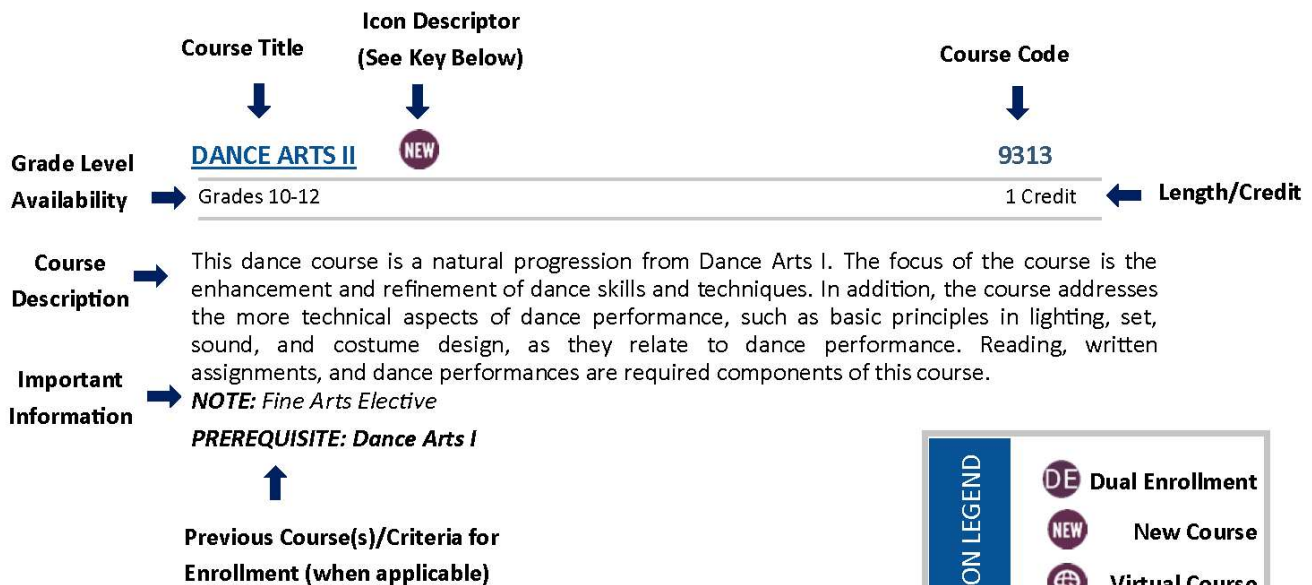 Icon Descriptor
Course Title
(See Key Below)
Course Code
DANCE ARTS II
NEW
9313
Grade Level
Availability
Grades 10-12
1 Credit
Length/Credit
Course
Description
This dance course is a natural progression from Dance Arts I. The focus of the course is the
enhancement and refinement of dance skills and techniques. In addition, the course addresses
the more technical aspects of dance performance, such as basic principles in lighting, set,
sound, and costume design, as they relate to dance performance. Reading, written
assignments, and dance performances are required components of this course.
Important
Information
NOTE: Fine Arts Elective
PREREQUISITE: Dance Arts I
Previous Course(s)/Criteria for
Enrollment (when applicable)
ON LEGEND
DE Dual Enrollment
NEW New Course
Virtual Course